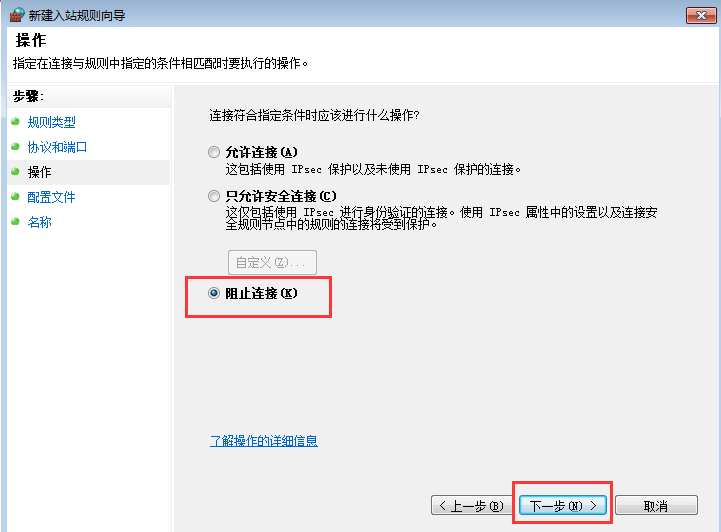 新建入站规则向导
操作
指定在连接与规则中指定的条件相匹配时要执行的操作。
步骤:
规则类型
协议和端口
操作
配置文件
名称
连接符合指定条件时应该进行什么操作?
允许连接(A)
这包括使用 IPsec 保护以及未使用 IPsec 保护的连接。
只允许安全连接(C)
这仅包括使用 IPsec 进行身份验证的连接。使用 IPsec 属性中的设置以及连接安
全规则节点中的规则的连接将受到保护。
自定义(Z)...
阻止连接(K)
了解操作的详细信息
< 上一步(B)
下一步(N) >
取消